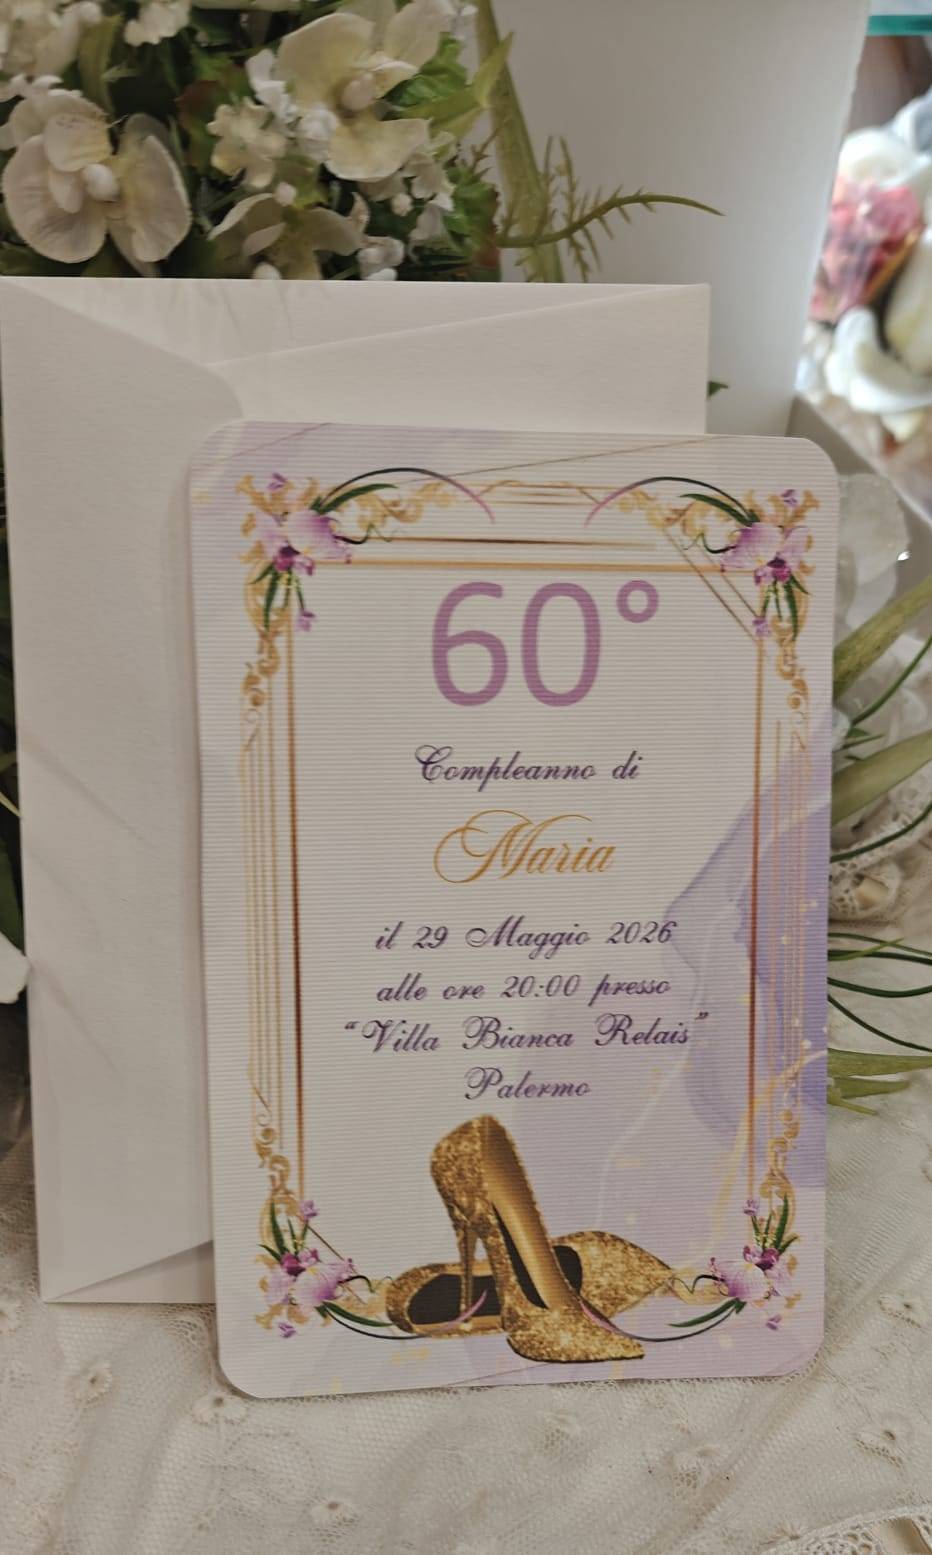 60°
Compleanno di
Maria
il 29 Maggio 2026
alle ore 20:00 presso
“Villa Bianca Relais”
Palermo